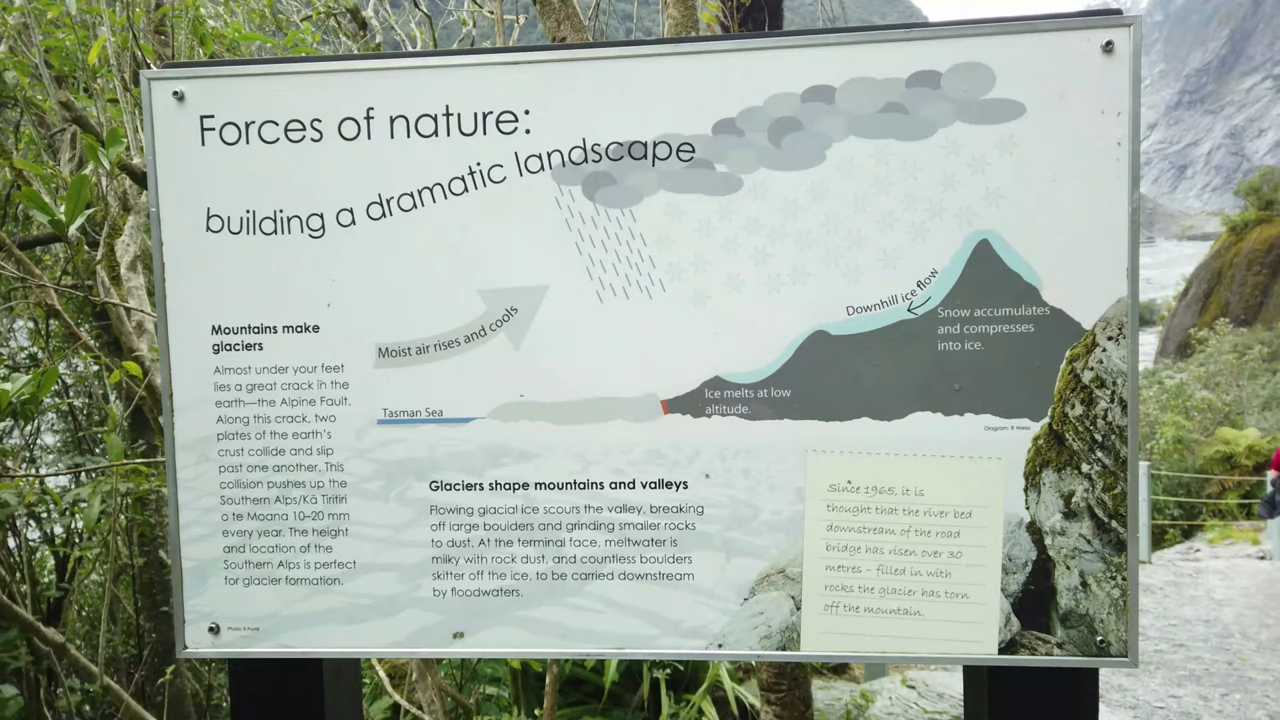 Forces of nature:
building a dramatic landscape
Moist air rises and cools
Downhill ice flow
Snow accumulates
and compresses
into ice.
Ice melts at low
altitude.
Tasman Sea
Diagram: R Weiss
Mountains make
glaciers
Almost under your feet
lies a great crack in the
earth—the Alpine Fault.
Along this crack, two
plates of the earth's
crust collide and slip
past one another. This
collision pushes up the
Southern Alps/Kā Tiritiri
o te Moana 10–20 mm
every year. The height
and location of the
Southern Alps is perfect
for glacier formation.
Glaciers shape mountains and valleys
Flowing glacial ice scours the valley, breaking
off large boulders and grinding smaller rocks
to dust. At the terminal face, meltwater is
milky with rock dust, and countless boulders
skitter off the ice, to be carried downstream
by floodwaters.
Since 1965, it is
thought that the river bed
downstream of the road
bridge has risen over 30
metres – filled in with
rocks the glacier has torn
off the mountain.
Photo: